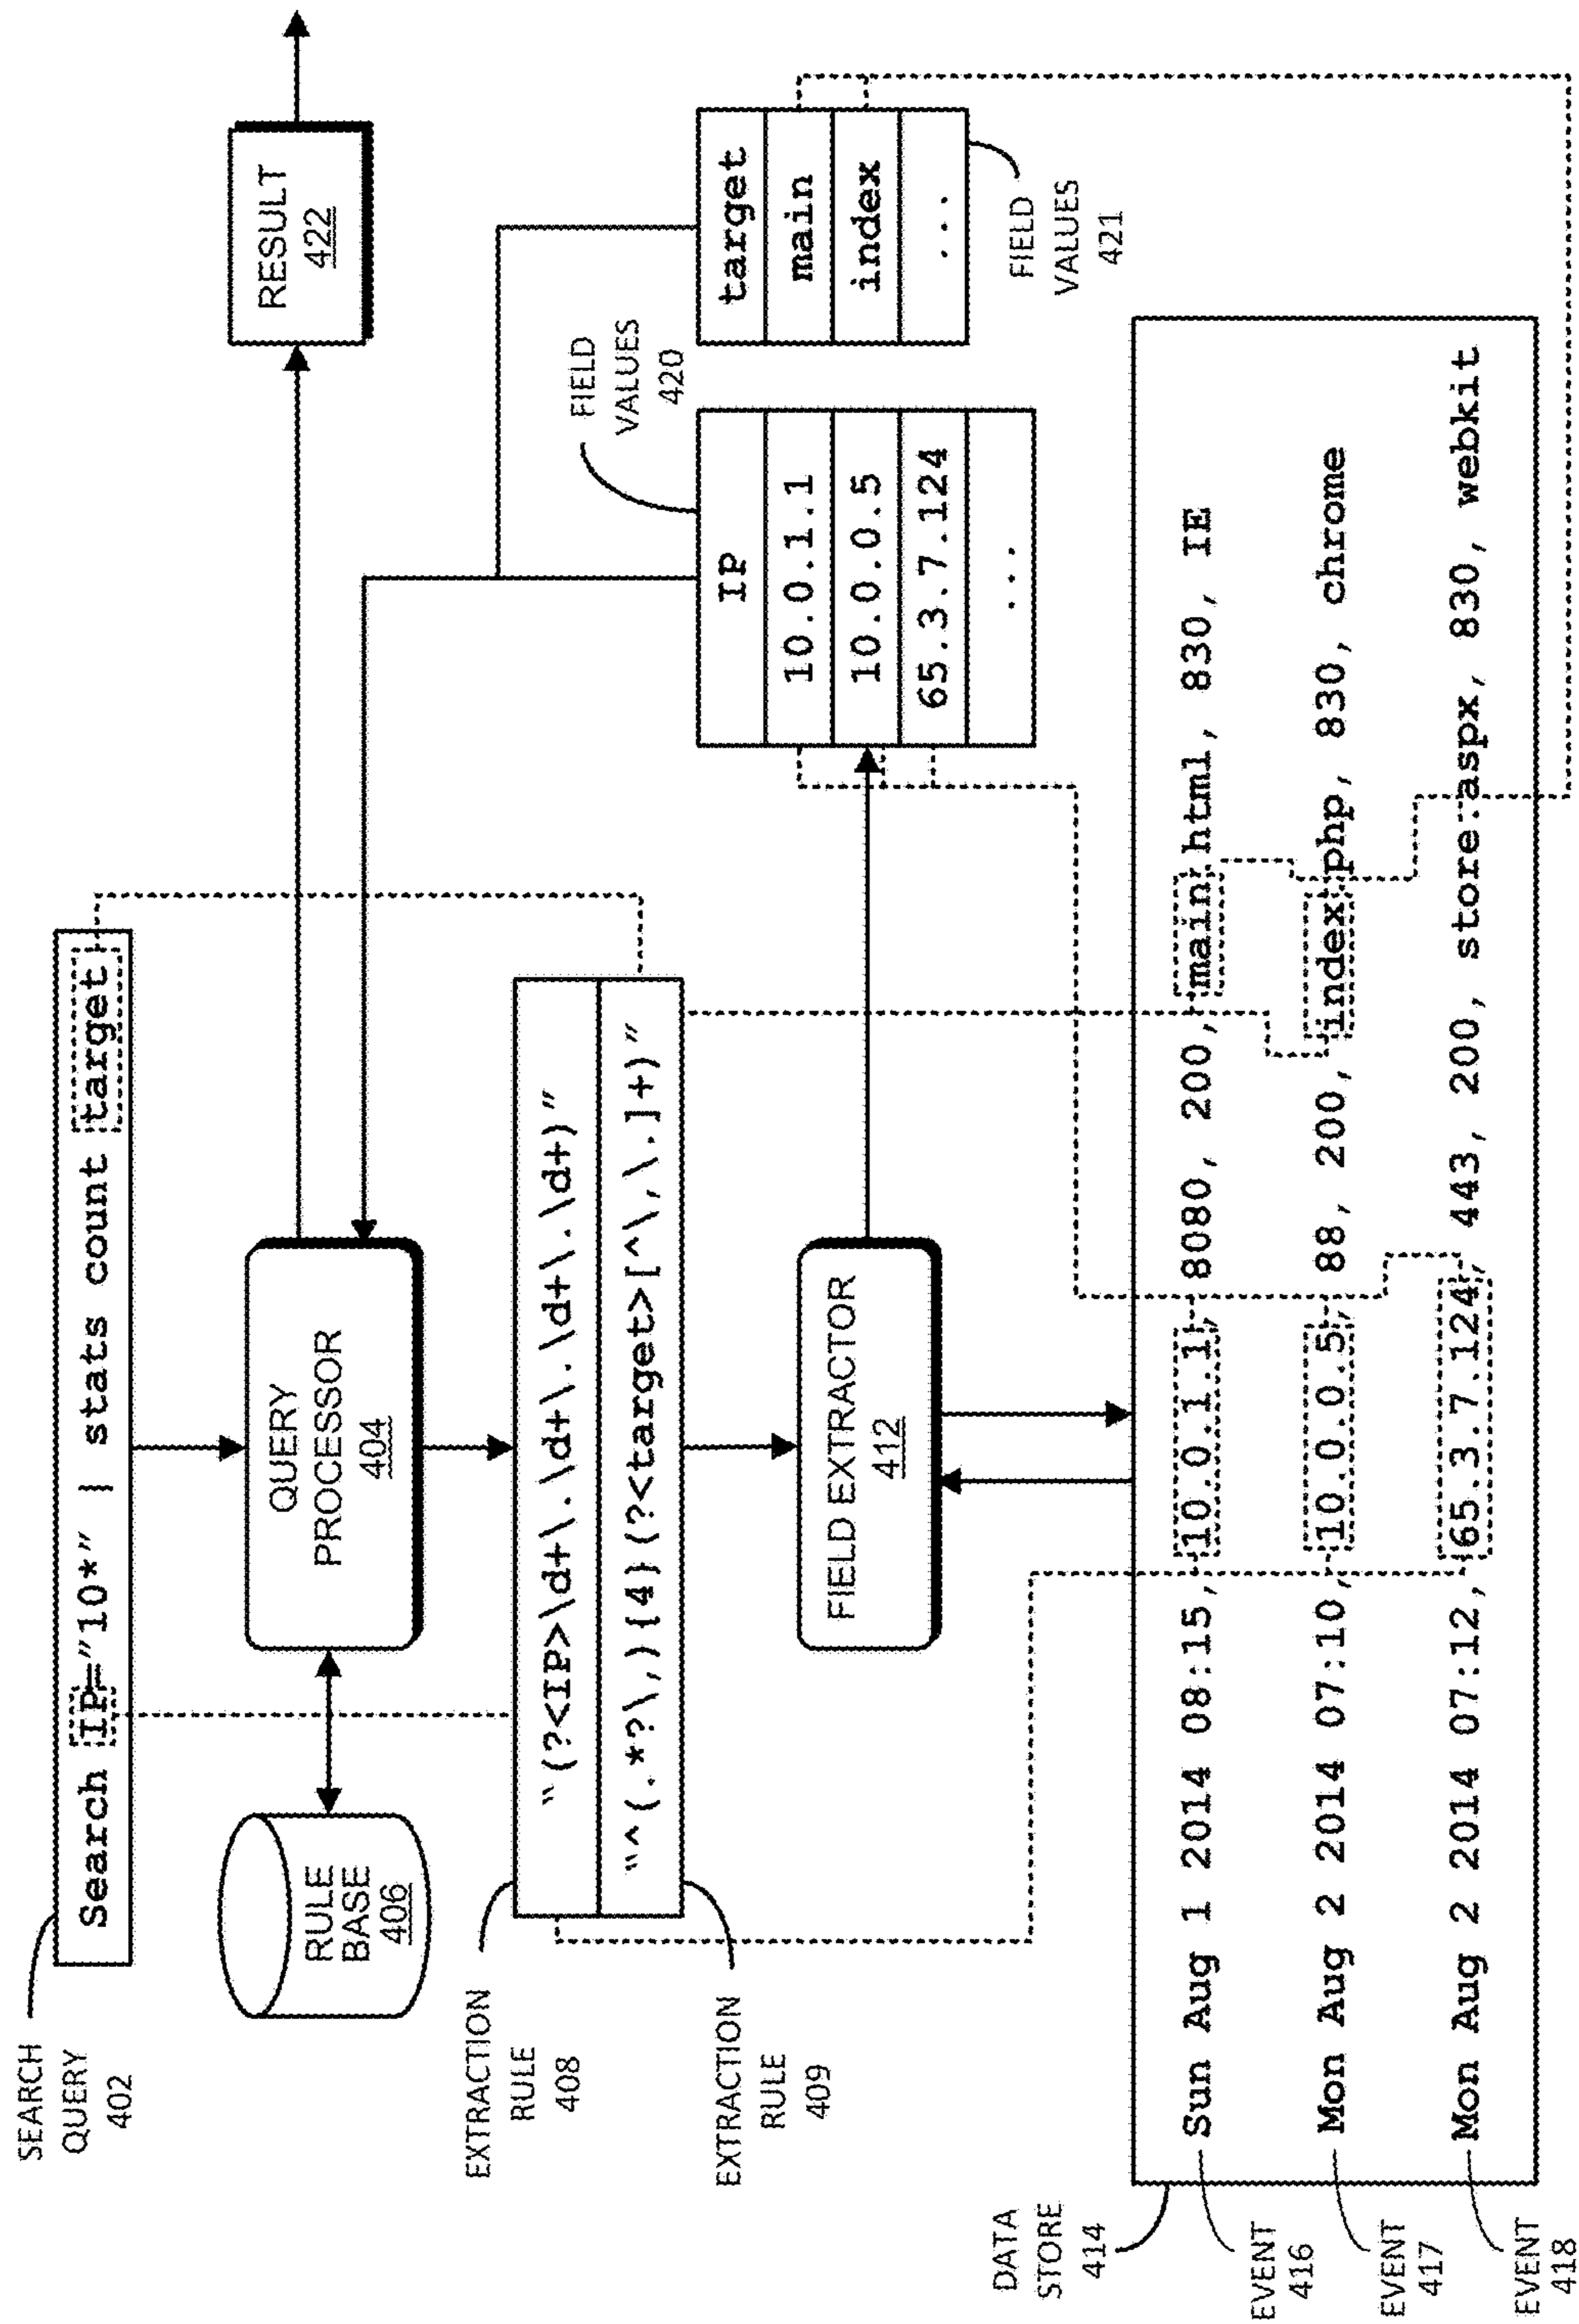 SEARCH
QUERY
402
Search IP="10*" | stats count target
RULE
BASE
406
QUERY
PROCESSOR
404
RESULT
422
EXTRACTION
RULE
408
"(?<IP>\d+\.\d+\.\d+\.\d+)"
"^(.*?\,){4}(?<target>[^\,\.]+)"
EXTRACTION
RULE
409
FIELD EXTRACTOR
412
FIELD
VALUES
420
IP
10.0.1.1
10.0.0.5
65.3.7.124
...
target
main
index
...
FIELD
VALUES
421
DATA
STORE
414
Sun Aug 1 2014 08:15, 10.0.1.1, 8080, 200, main.html, 830, IE
Mon Aug 2 2014 07:10, 10.0.0.5, 88, 200, index.php, 830, chrome
Mon Aug 2 2014 07:12, 65.3.7.124, 443, 200, store.aspx, 830, webkit
EVENT
416
EVENT
417
EVENT
418